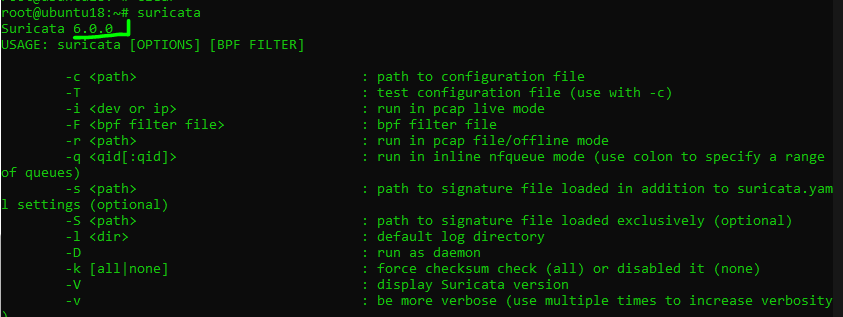 root@ubuntu18:~# suricata
Suricata 6.0.0
USAGE: suricata [OPTIONS] [BPF FILTER]
-c <path> : path to configuration file
-T : test configuration file (use with -c)
-i <dev or ip> : run in pcap live mode
-F <bpf filter file> : bpf filter file
-r <path> : run in pcap file/offline mode
-q <qid[:qid]> : run in inline nfqueue mode (use colon to specify a range
of queues)
-s <path> : path to signature file loaded in addition to suricata.yam
l settings (optional)
-S <path> : path to signature file loaded exclusively (optional)
-l <dir> : default log directory
-D : run as daemon
-k [all|none] : force checksum check (all) or disabled it (none)
-V : display Suricata version
-v : be more verbose (use multiple times to increase verbosity
)